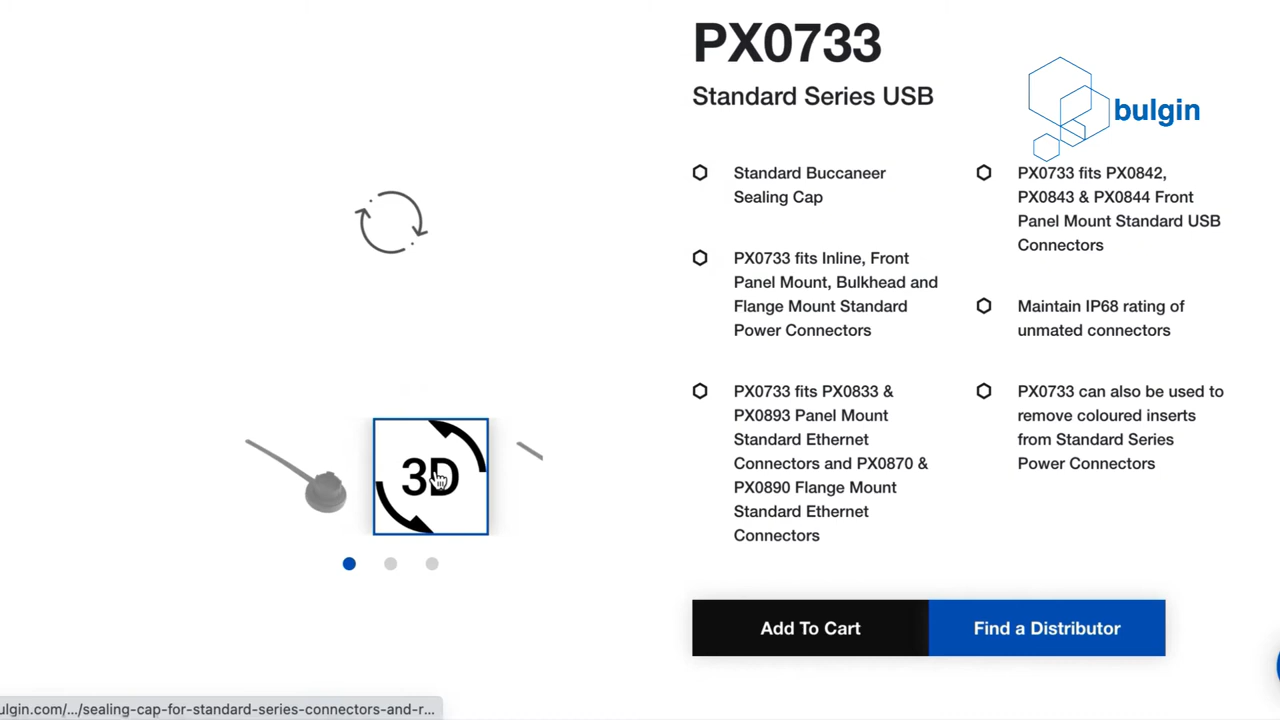 PX0733
Standard Series USB
bulgin
Standard Buccaneer
Sealing Cap
PX0733 fits Inline, Front
Panel Mount, Bulkhead and
Flange Mount Standard
Power Connectors
PX0733 fits PX0833 &
PX0893 Panel Mount
Standard Ethernet
Connectors and PX0870 &
PX0890 Flange Mount
Standard Ethernet
Connectors
PX0733 fits PX0842,
PX0843 & PX0844 Front
Panel Mount Standard USB
Connectors
Maintain IP68 rating of
unmated connectors
PX0733 can also be used to
remove coloured inserts
from Standard Series
Power Connectors
3D
Add To Cart
Find a Distributor
ulgin.com/.../sealing-cap-for-standard-series-connectors-and-r...